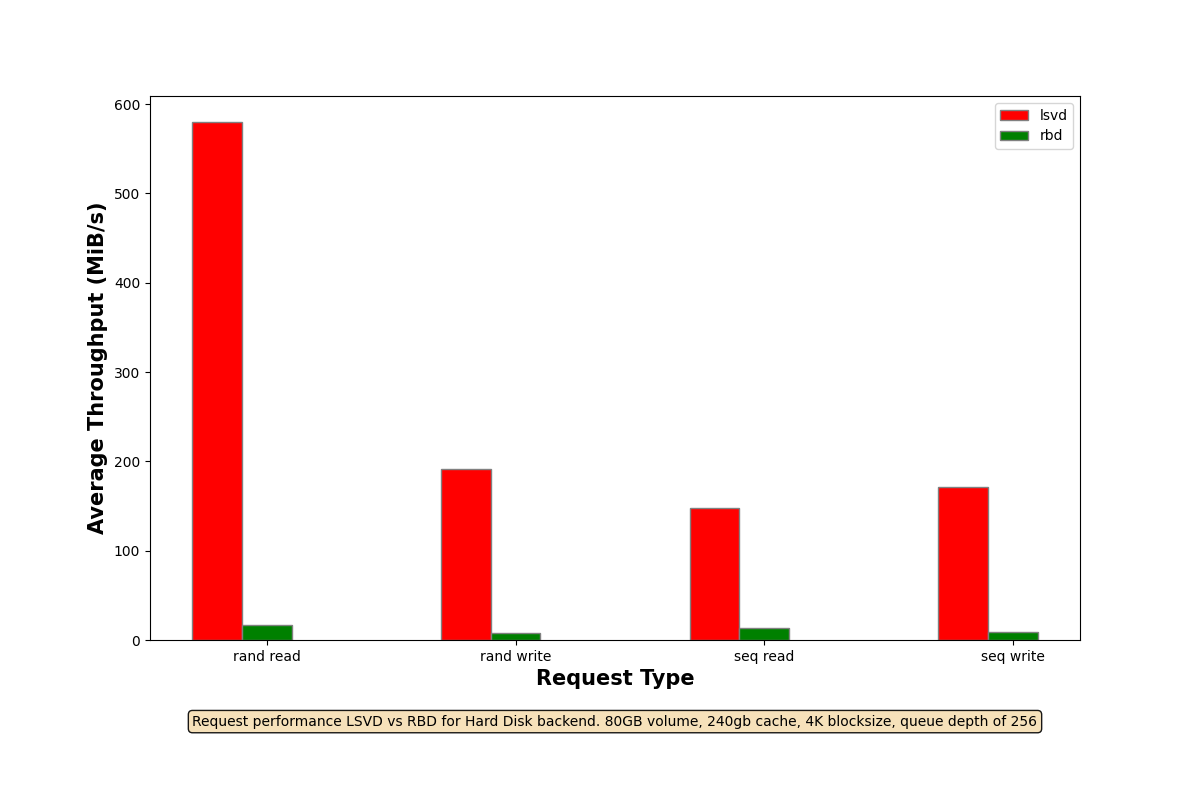 600
500
400
300
200
100
0
Average Throughput (MiB/s)
lsvd
rbd
rand read
rand write
seq read
seq write
Request Type
Request performance LSVD vs RBD for Hard Disk backend. 80GB volume, 240gb cache, 4K blocksize, queue depth of 256